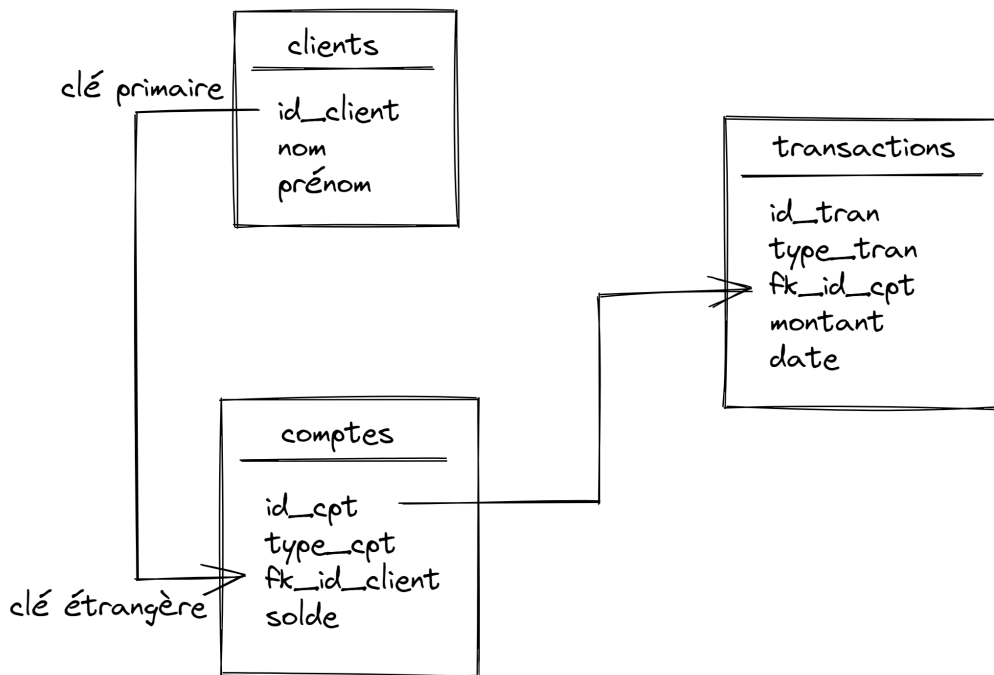 clients
clé primaire
id_client
nom
prénom
transactions
id_tran
type_tran
fk_id_cpt
montant
date
comptes
id_cpt
type_cpt
fk_id_client
clé étrangère
solde